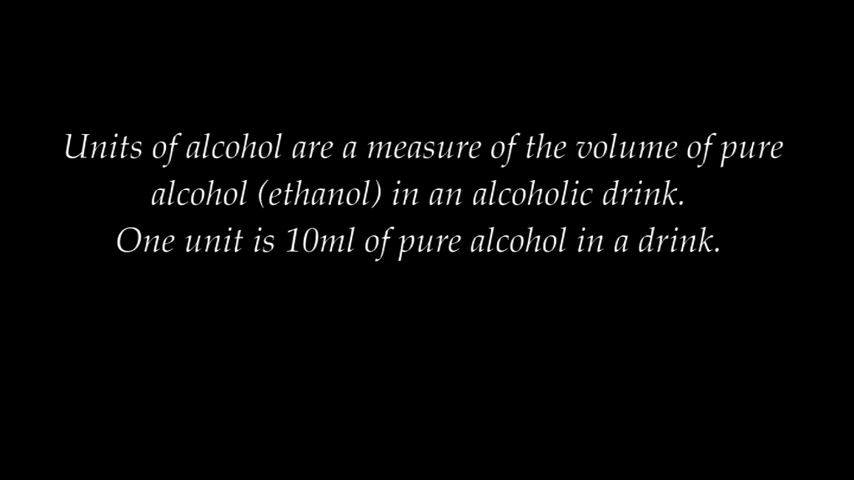 Units of alcohol are a measure of the volume of pure
alcohol (ethanol) in an alcoholic drink.
One unit is 10ml of pure alcohol in a drink.